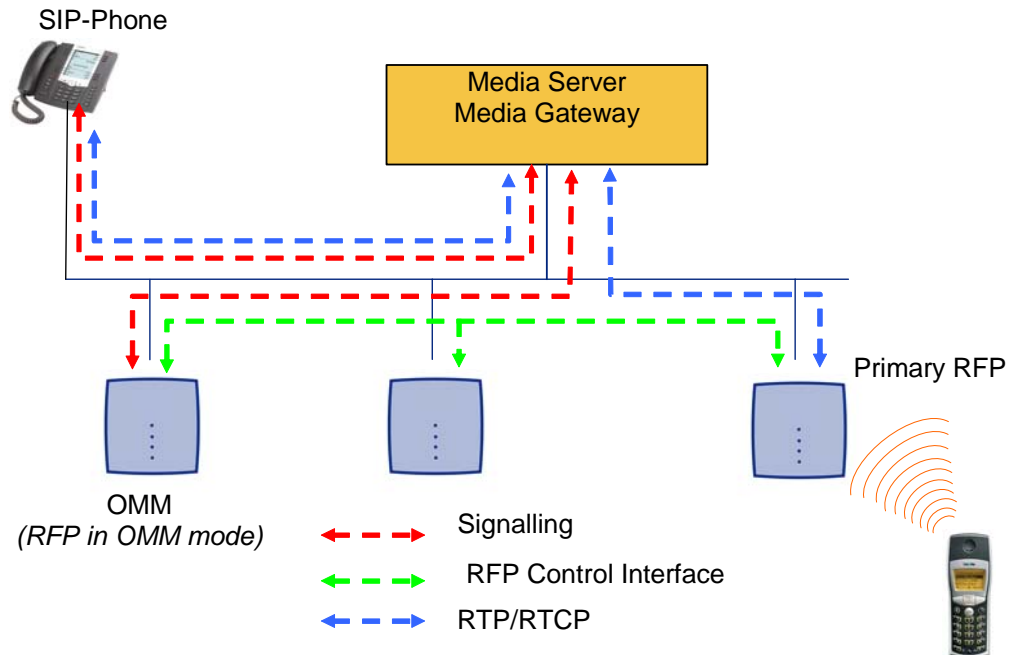 SIP-Phone
Media Server
Media Gateway
Primary RFP
OMM
(RFP in OMM mode)
Signalling
RFP Control Interface
RTP/RTCP